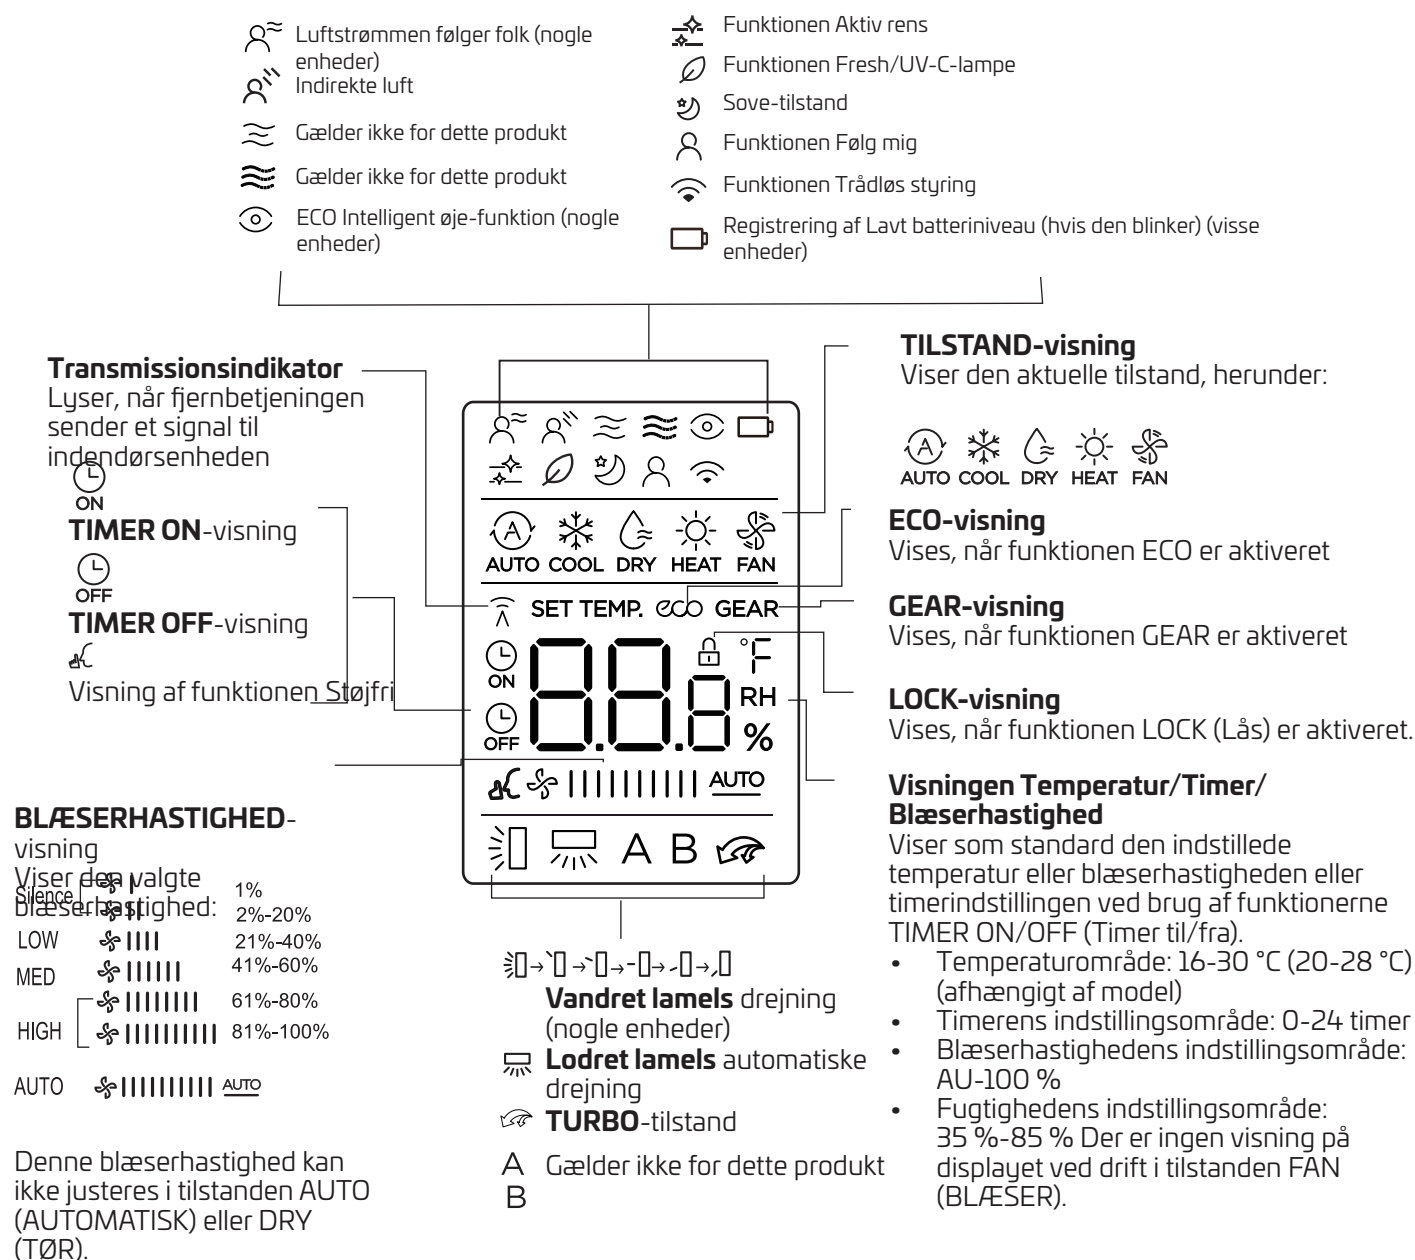 Luftstrømmen følger folk (nogle
enheder)
Indirekte luft
Gælder ikke for dette produkt
Gælder ikke for dette produkt
ECO Intelligent øje-funktion (nogle
enheder)
Funktionen Aktiv rens
Funktionen Fresh/UV-C-lampe
Sove-tilstand
Funktionen Følg mig
Funktionen Trådløs styring
Registrering af Lavt batteriniveau (hvis den blinker) (visse
enheder)
Transmissionsindikator
Lyser, når fjernbetjeningen
sender et signal til
indendørsenheden
ON
TIMER ON-visning
OFF
TIMER OFF-visning
Visning af funktionen Støjfri
BLÆSERHASTIGHED-
visning
Viser den valgte
blæserhastighed:
Silence
1%
2%-20%
LOW 21%-40%
MED 41%-60%
61%-80%
HIGH 81%-100%
AUTO AUTO
Denne blæserhastighed kan
ikke justeres i tilstanden AUTO
(AUTOMATISK) eller DRY
(TØR).
A
AUTO COOL DRY HEAT FAN
SET TEMP. eco GEAR
ON
OFF
88.8
°F
RH
%
AUTO
A B
Vandret lamels drejning
(nogle enheder)
Lodret lamels automatiske
drejning
TURBO-tilstand
A Gælder ikke for dette produkt
B
TILSTAND-visning
Viser den aktuelle tilstand, herunder:
A
AUTO COOL DRY HEAT FAN
ECO-visning
Vises, når funktionen ECO er aktiveret
GEAR-visning
Vises, når funktionen GEAR er aktiveret
LOCK-visning
Vises, når funktionen LOCK (Lås) er aktiveret.
Visningen Temperatur/Timer/
Blæserhastighed
Viser som standard den indstillede
temperatur eller blæserhastigheden eller
timerindstillingen ved brug af funktionerne
TIMER ON/OFF (Timer til/fra).
• Temperaturområde: 16-30 °C (20-28 °C)
(afhængigt af model)
• Timerens indstillingsområde: 0-24 timer
• Blæserhastighedens indstillingsområde:
AU-100 %
• Fugtighedens indstillingsområde:
35 %-85 % Der er ingen visning på
displayet ved drift i tilstanden FAN
(BLÆSER).